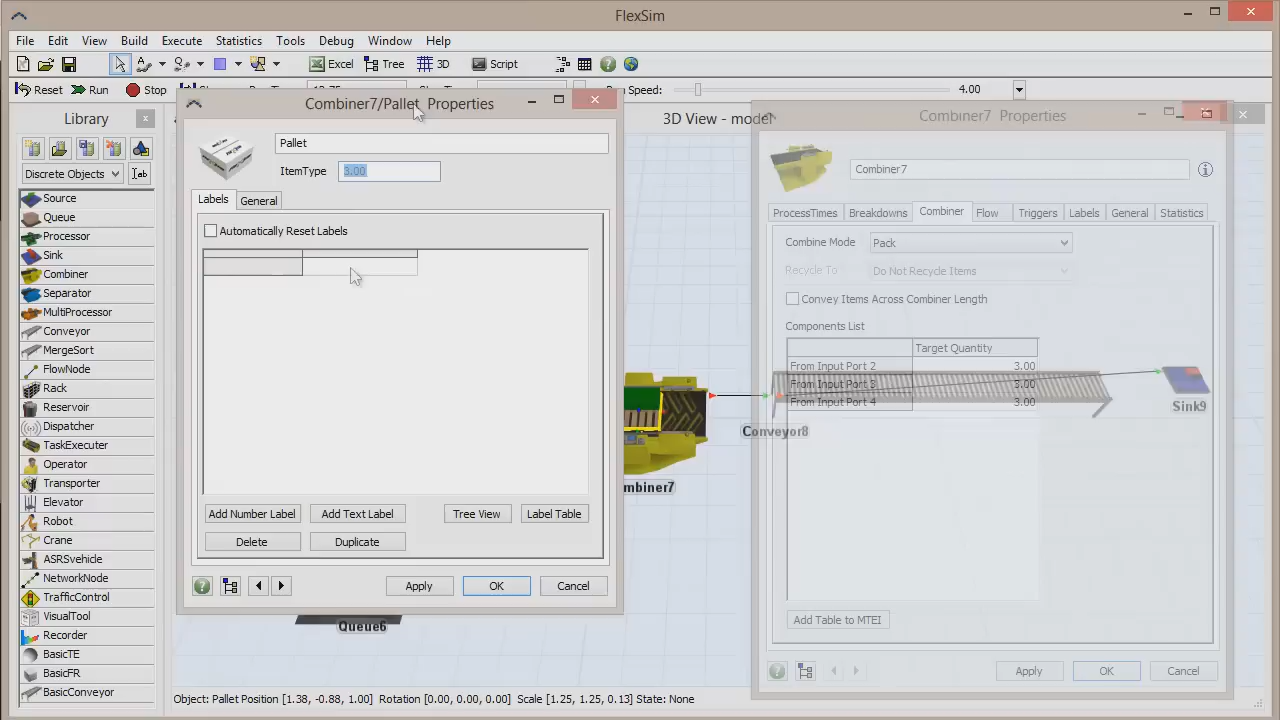 FlexSim
File Edit View Build Execute Statistics Tools Debug Window Help
Excel Tree 3D Script
Reset Run Stop Speed: 4.00
Library
3D View - model
Discrete Objects
Source
Queue
Processor
Sink
Combiner
Separator
MultiProcessor
Conveyor
MergeSort
FlowNode
Rack
Reservoir
Dispatcher
TaskExecuter
Operator
Transporter
Elevator
Robot
Crane
ASRSvehicle
NetworkNode
TrafficControl
VisualTool
Recorder
BasicTE
BasicFR
BasicConveyor
Combiner7/Pallet Properties
Pallet
ItemType 3.00
Labels General
Automatically Reset Labels
Add Number Label Add Text Label Tree View Label Table
Delete Duplicate
Apply OK Cancel
Combiner7 Properties
Combiner7
ProcessTimes Breakdowns Combiner Flow Triggers Labels General Statistics
Combine Mode Pack
Recycle To Do Not Recycle Items
Convey Items Across Combiner Length
Components List
Target Quantity
From Input Port 2 3.00
From Input Port 3 3.00
From Input Port 4 3.00
Add Table to MTEI
Apply OK Cancel
Sink9
Conveyor8
mbiner7
Queue6
Object: Pallet Position [1.38, -0.88, 1.00] Rotation [0.00, 0.00, 0.00] Scale [1.25, 1.25, 0.13] State: None